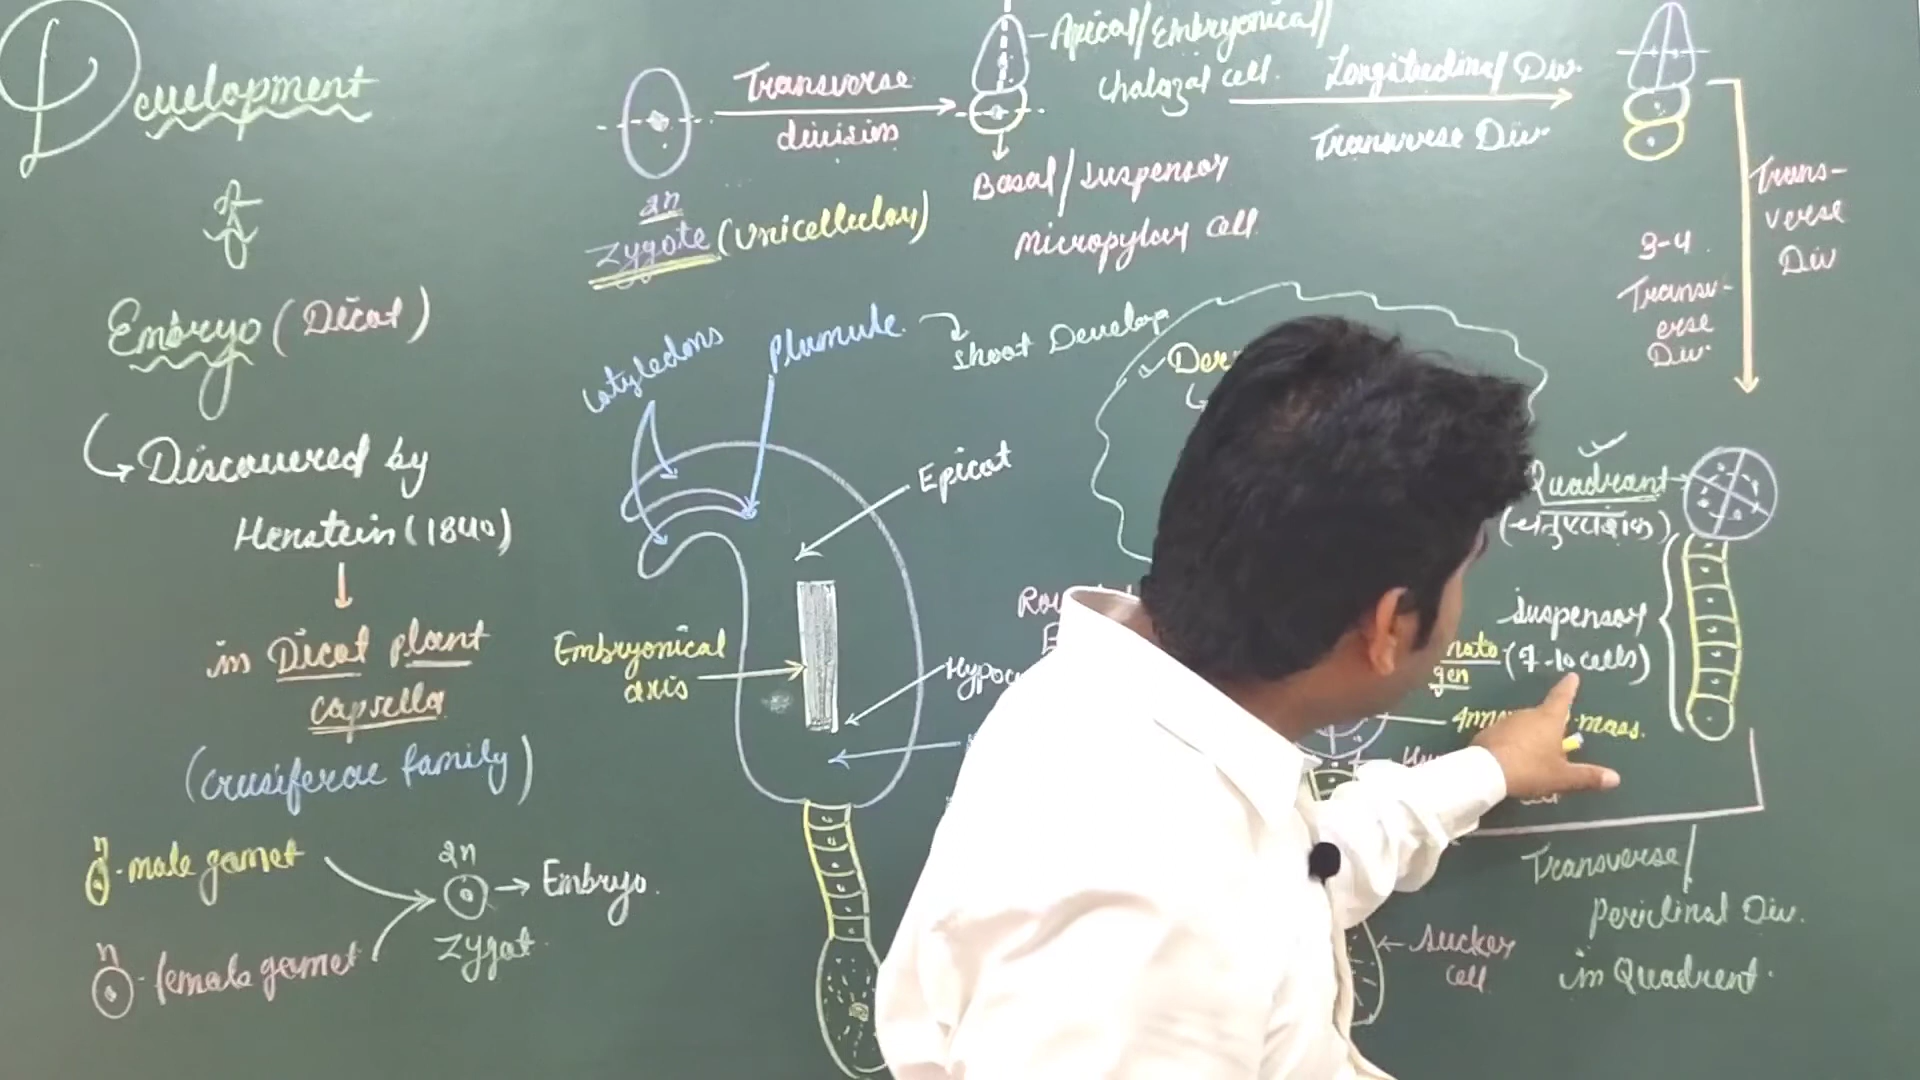 Development
of
Embryo (Dicot)
Discovered by
Henstein (1840)
in Dicot plant
capsella
(crusiferae family)
n
-male gamet
2n
→ Embryo.
Zygot.
n
-female gamet
Transverse
division
2n
Zygote (Unicellular)
Apical/Embryonical/
chalazal cell.
Basal/suspensor
Micropylar cell
Longitudinal Div.
Transverse Div.
Trans-
verse
Div
3-4
Transv-
erse
Div.
Cotyledons
Plumule.
shoot Develop
Epicot
Embryonical
axis
Quadrant
suspensor
(7-10 cells)
gen
mass.
sucker
cell
Transverse/
Periclinal Div.
in Quadrent.